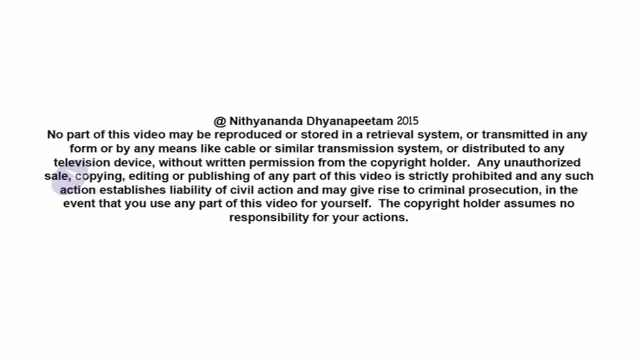 @ Nithyananda Dhyanapeetam 2015
No part of this video may be reproduced or stored in a retrieval system, or transmitted in any
form or by any means like cable or similar transmission system, or distributed to any
television device, without written permission from the copyright holder.  Any unauthorized
sale, copying, editing or publishing of any part of this video is strictly prohibited and any such
action establishes liability of civil action and may give rise to criminal prosecution, in the
event that you use any part of this video for yourself.  The copyright holder assumes no
responsibility for your actions.